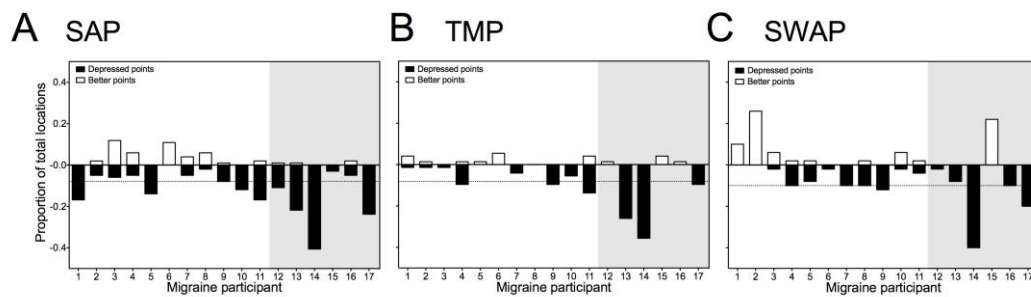 A SAP
B TMP
C SWAP
Proportion of total locations
0.4
0.2
-0.0
-0.2
-0.4
Depressed points
Better points
1 2 3 4 5 6 7 8 9 10 11 12 13 14 15 16 17
Migraine participant
Depressed points
Better points
1 2 3 4 5 6 7 8 9 10 11 12 13 14 15 16 17
Migraine participant
Depressed points
Better points
1 2 3 4 5 6 7 8 9 10 11 12 13 14 15 16 17
Migraine participant